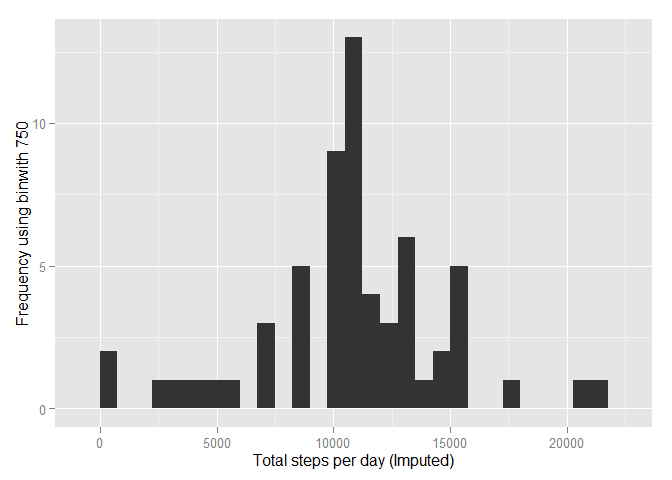 Frequency using binwith 750
10
5
0
0 5000 10000 15000 20000
Total steps per day (Imputed)